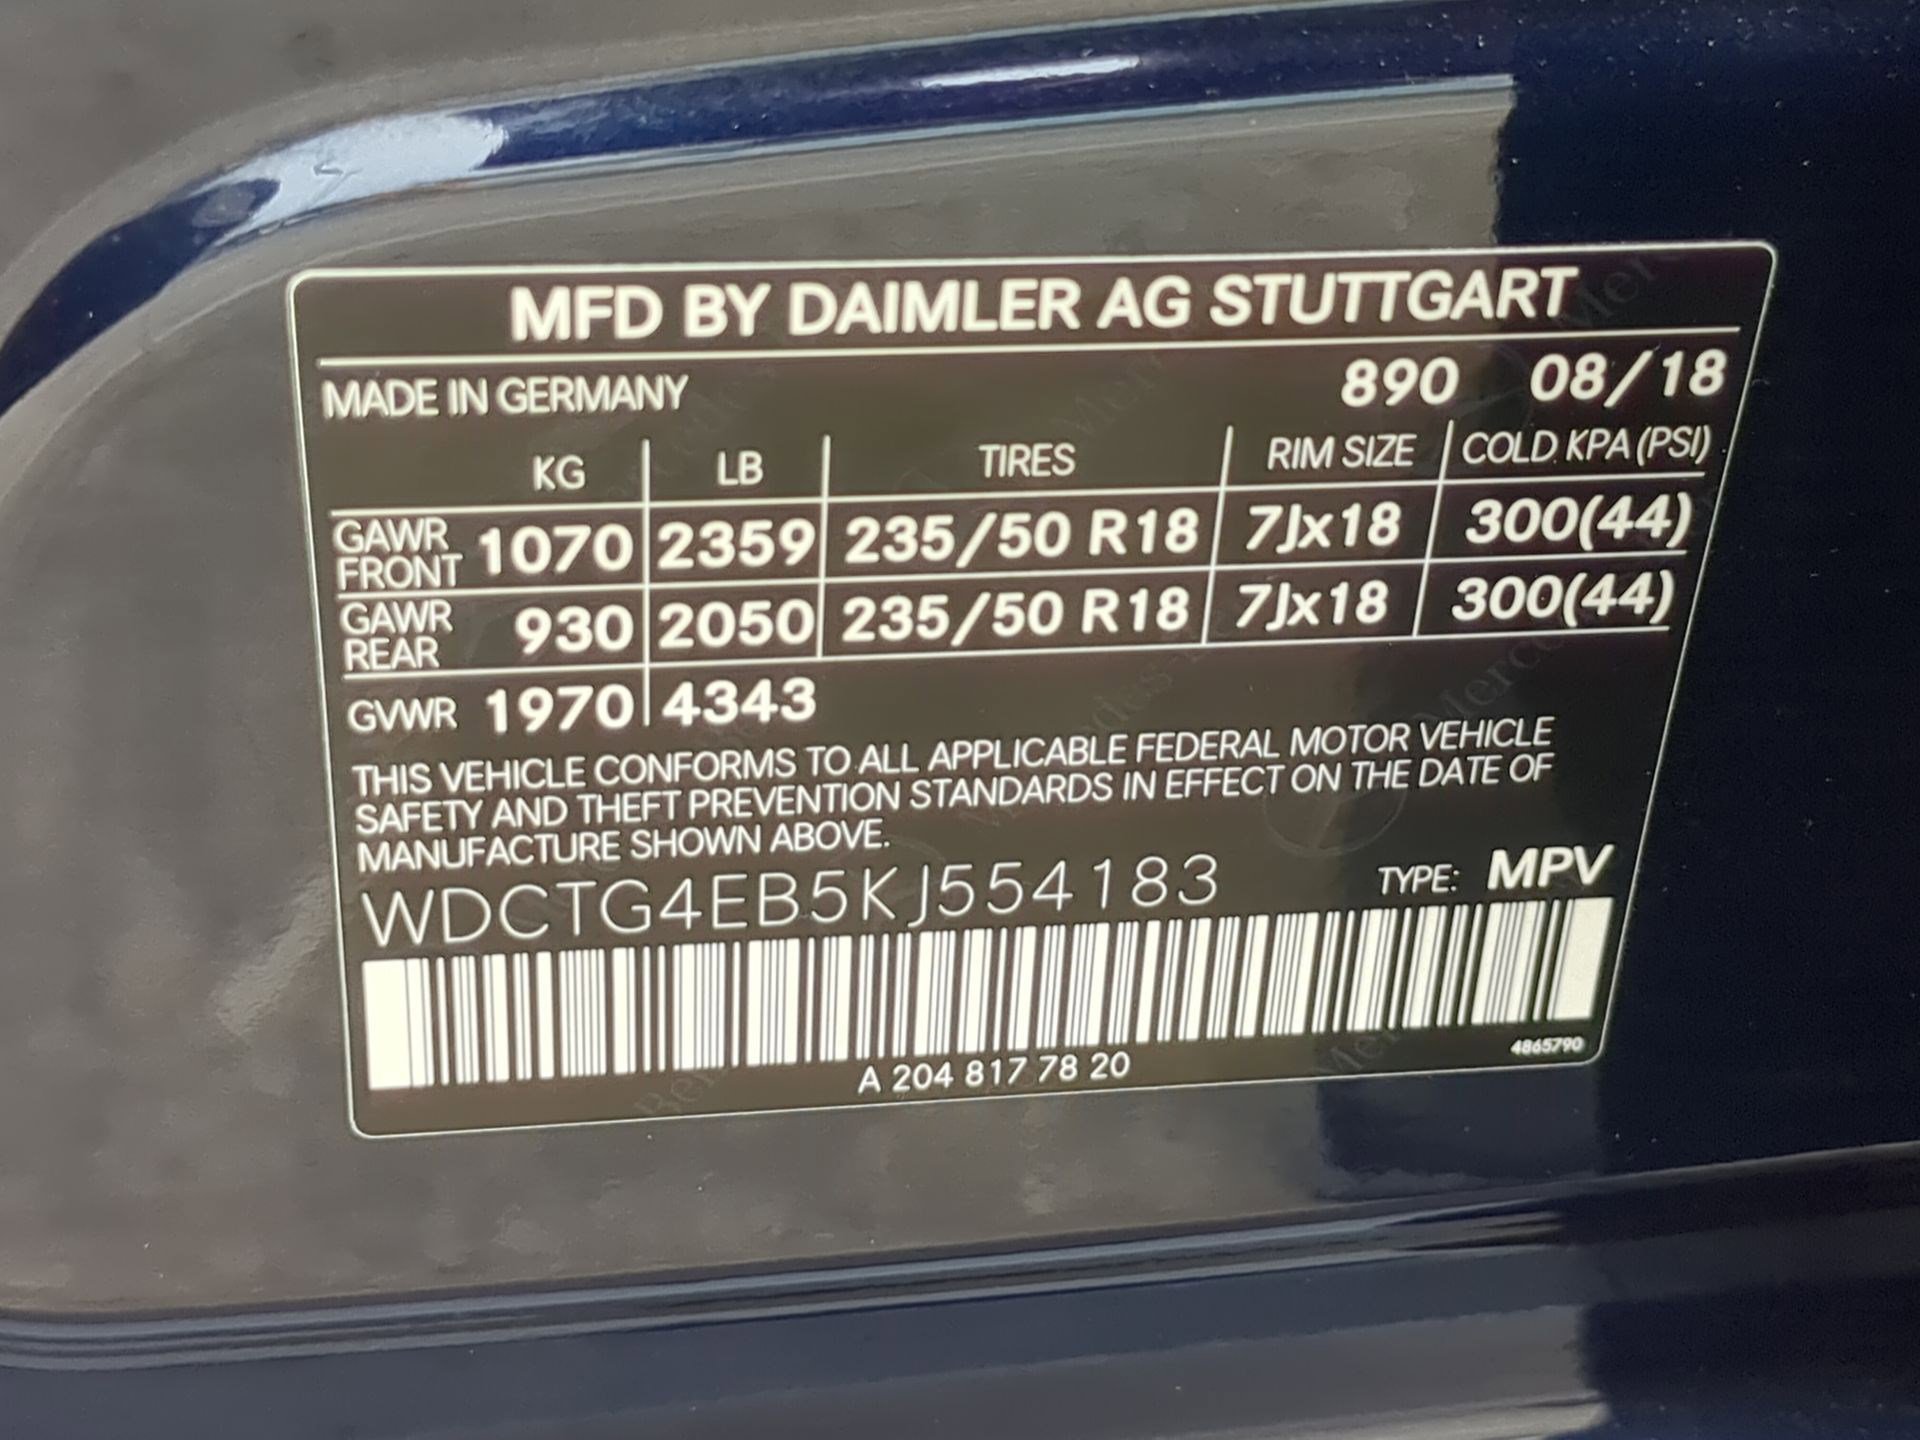 MFD BY DAIMLER AG STUTTGART
MADE IN GERMANY 890 08/18
KG LB TIRES RIM SIZE COLD KPA (PSI)
GAWR FRONT 1070 2359 235/50 R18 7Jx18 300(44)
GAWR REAR 930 2050 235/50 R18 7Jx18 300(44)
GVWR 1970 4343
THIS VEHICLE CONFORMS TO ALL APPLICABLE FEDERAL MOTOR VEHICLE
SAFETY AND THEFT PREVENTION STANDARDS IN EFFECT ON THE DATE OF
MANUFACTURE SHOWN ABOVE.
WDCTG4EB5KJ554183 TYPE: MPV
A 204 817 78 20
4865790